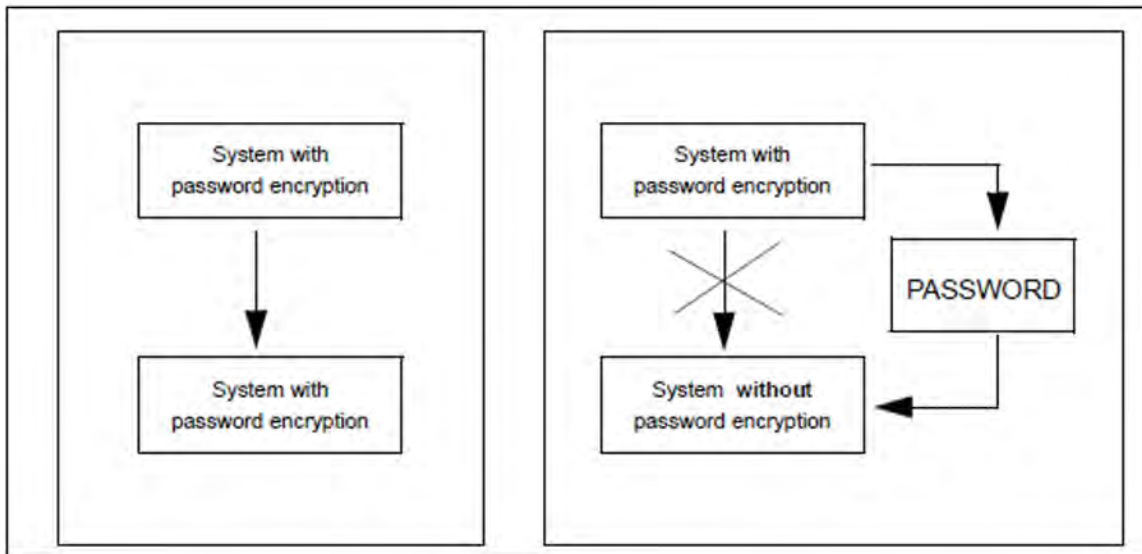 System with
password encryption
System with
password encryption
System with
password encryption
PASSWORD
System without
password encryption